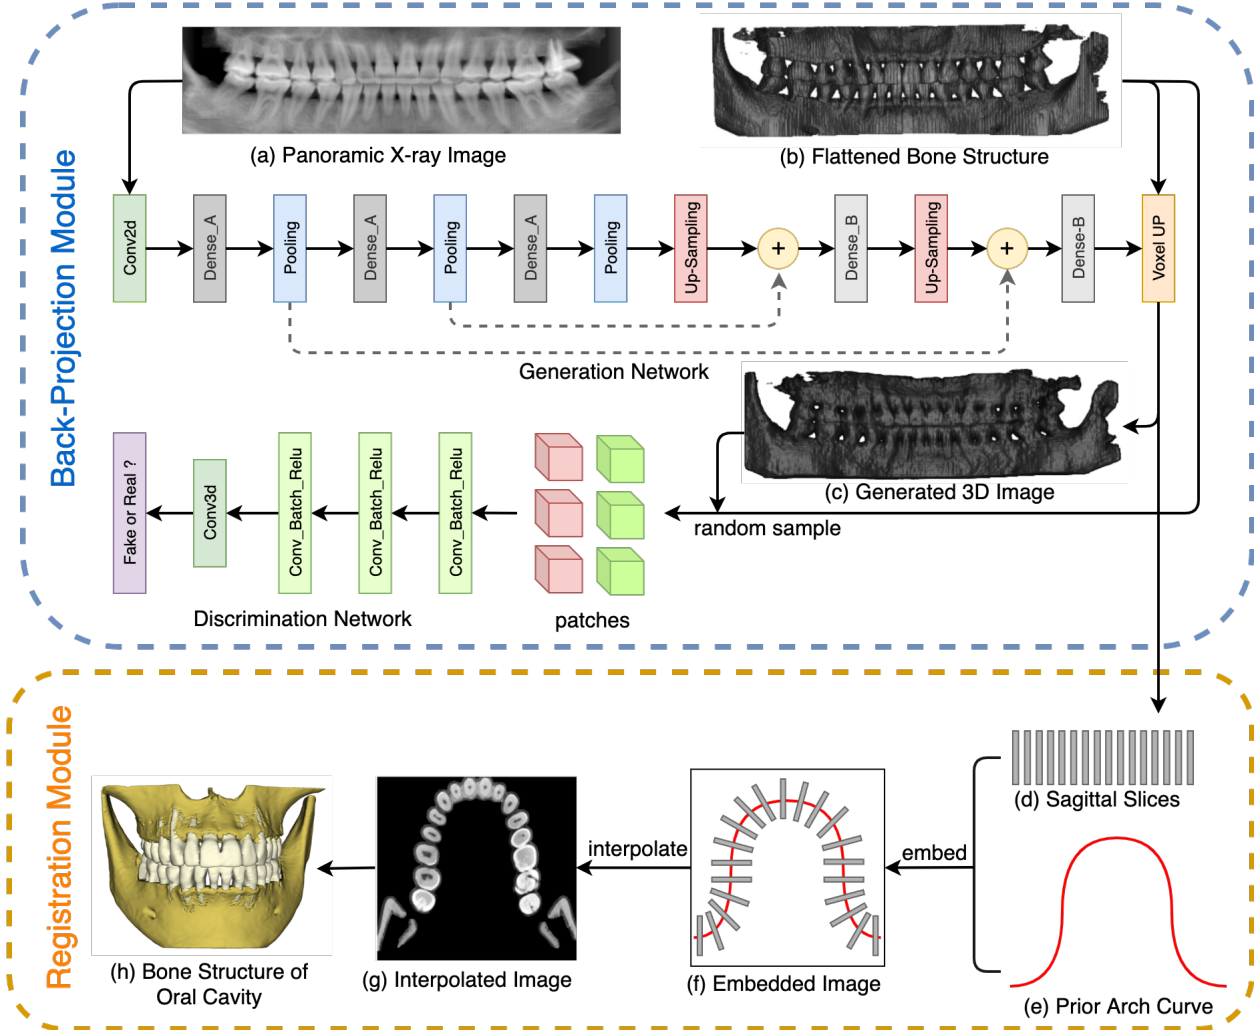 Back-Projection Module
(a) Panoramic X-ray Image
(b) Flattened Bone Structure
Conv2d
Dense_A
Pooling
Dense_A
Pooling
Dense_A
Pooling
Up-Sampling
+
Dense_B
Up-Sampling
+
Dense-B
Voxel UP
Generation Network
(c) Generated 3D Image
random sample
Fake or Real ?
Conv3d
Conv_Batch_Relu
Conv_Batch_Relu
Conv_Batch_Relu
Discrimination Network
patches
Registration Module
(d) Sagittal Slices
embed
interpolate
(e) Prior Arch Curve
(f) Embedded Image
(g) Interpolated Image
(h) Bone Structure of
Oral Cavity